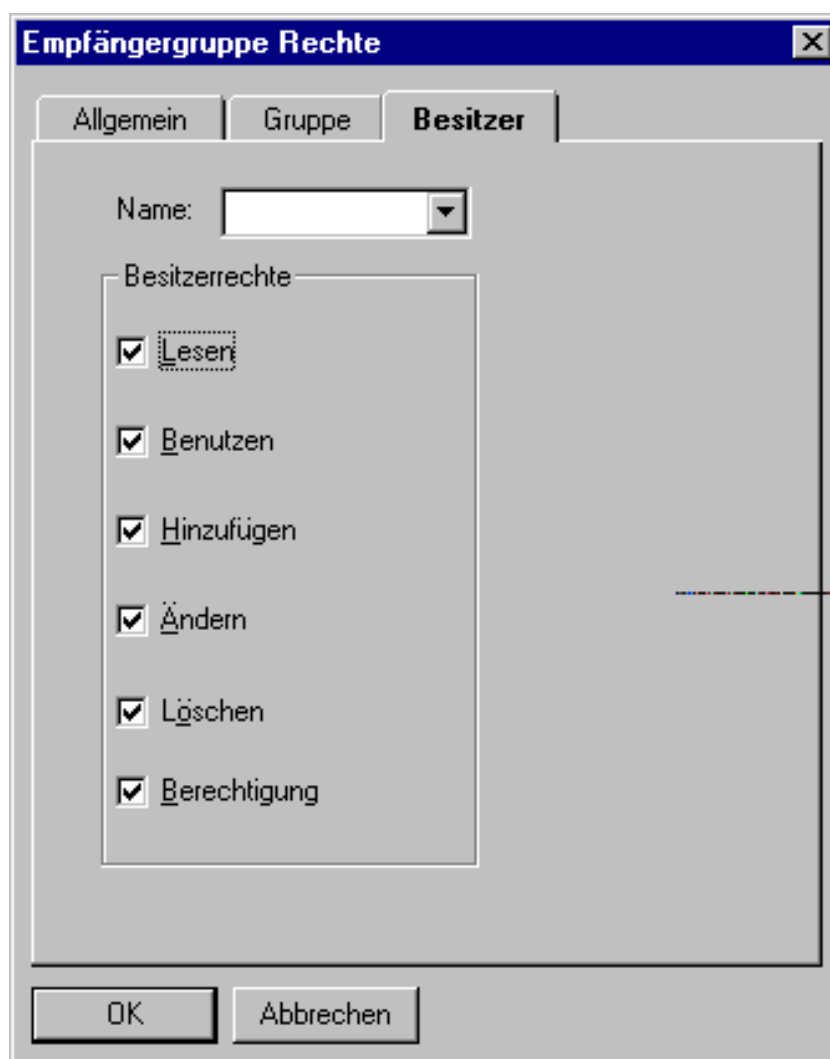 Empfängergruppe Rechte
Allgemein Gruppe Besitzer
Name:
Besitzerrechte
Lesen
Benutzen
Hinzufügen
Ändern
Löschen
Berechtigung
OK Abbrechen